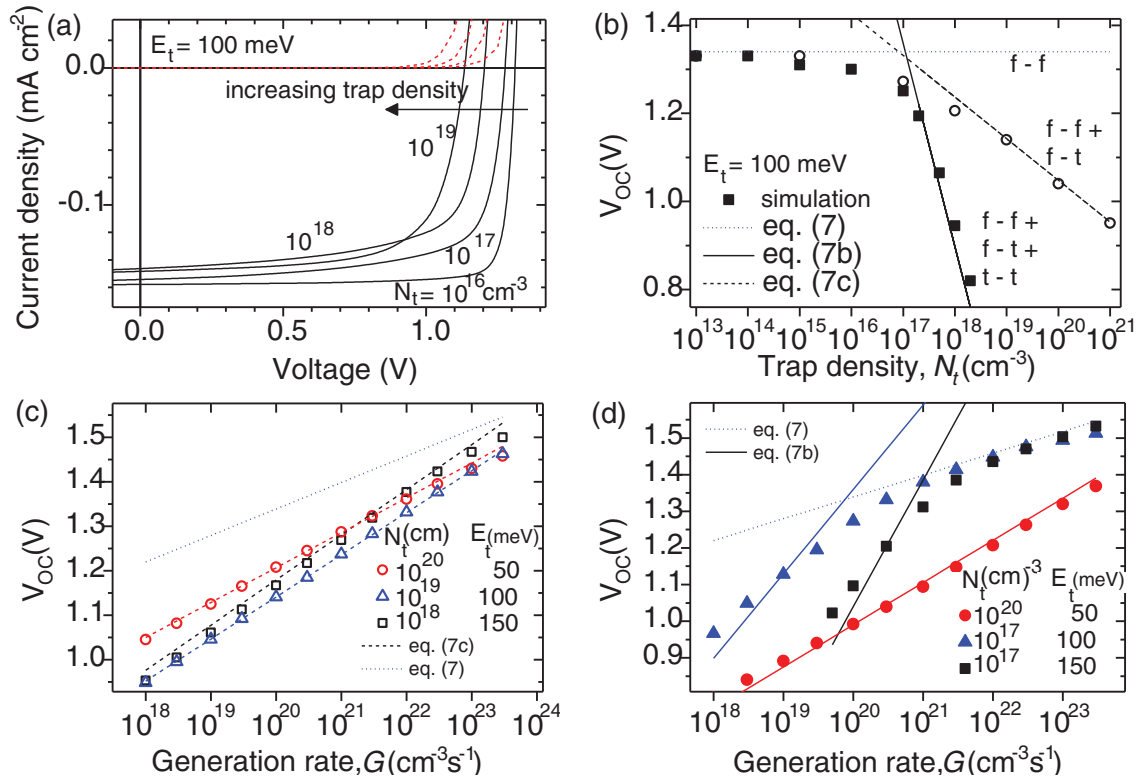 (a)
E_t = 100 meV
0.0
increasing trap density
10^19
-0.1
10^18
10^17
N_t = 10^16 cm^-3
0.0
0.5
1.0
Voltage (V)
Current density (mA cm^-2)
(b)
1.4
f - f
1.2
f - f +
f - t
E_t = 100 meV
simulation
1.0
eq. (7)
f - f +
eq. (7b)
f - t +
eq. (7c)
t - t
0.8
10^13 10^14 10^15 10^16 10^17 10^18 10^19 10^20 10^21
Trap density, N_t (cm^-3)
V_OC (V)
(c)
1.5
1.4
1.3
N_t (cm) E_t (meV)
1.2
10^20 50
10^19 100
1.1
10^18 150
eq. (7c)
1.0
eq. (7)
10^18 10^19 10^20 10^21 10^22 10^23 10^24
Generation rate, G (cm^-3 s^-1)
V_OC (V)
(d)
eq. (7)
1.5
eq. (7b)
1.4
1.3
1.2
1.1
N_t (cm)^-3 E_t (meV)
10^20 50
1.0
10^17 100
0.9
10^17 150
10^18 10^19 10^20 10^21 10^22 10^23
Generation rate, G (cm^-3 s^-1)
V_OC (V)